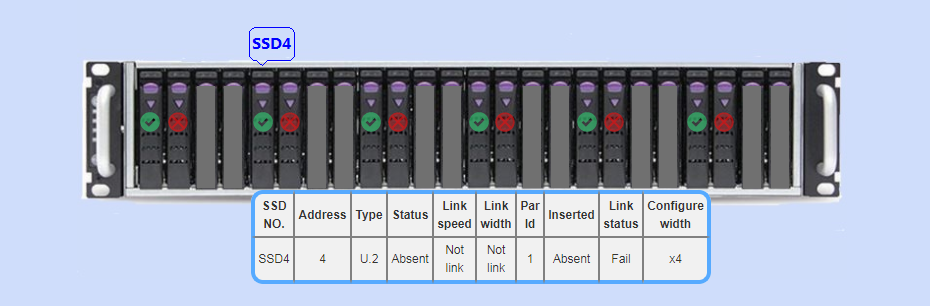 SSD4
SSD NO. Address Type Status Link speed Link width Par Id Inserted Link status Configure width
SSD4 4 U.2 Absent Not link Not link 1 Absent Fail x4